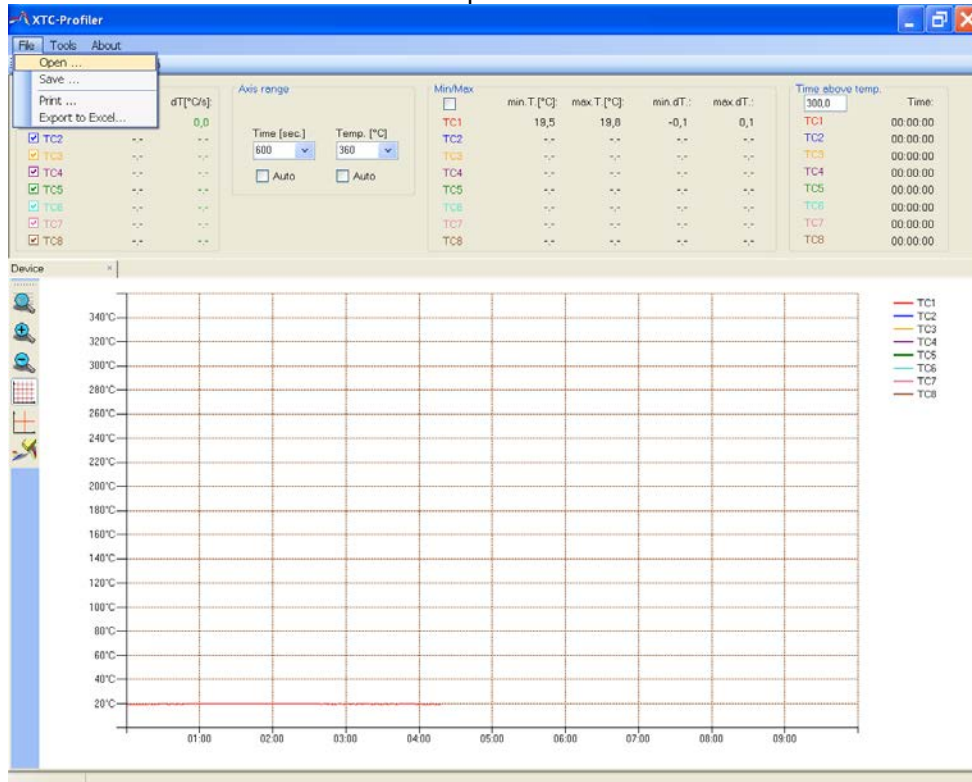 XTC-Profiler
File Tools About
Open ...
Save ...
Print ...
Export to Excel...
dT[°C/s]:
0,0
TC2 -,- -,-
TC3 -,- -,-
TC4 -,- -,-
TC5 -,- -,-
TC6 -,- -,-
TC7 -,- -,-
TC8 -,- -,-
Axis range
Time [sec.] Temp. [°C]
600 360
Auto Auto
Min/Max
min.T.[°C]: max.T.[°C]: min.dT.: max.dT.:
TC1 19,5 19,8 -0,1 0,1
TC2 -,- -,- -,- -,-
TC3 -,- -,- -,- -,-
TC4 -,- -,- -,- -,-
TC5 -,- -,- -,- -,-
TC6 -,- -,- -,- -,-
TC7 -,- -,- -,- -,-
TC8 -,- -,- -,- -,-
Time above temp.
300,0 Time:
TC1 00:00:00
TC2 00:00:00
TC3 00:00:00
TC4 00:00:00
TC5 00:00:00
TC6 00:00:00
TC7 00:00:00
TC8 00:00:00
Device
340°C
320°C
300°C
280°C
260°C
240°C
220°C
200°C
180°C
160°C
140°C
120°C
100°C
80°C
60°C
40°C
20°C
01:00 02:00 03:00 04:00 05:00 06:00 07:00 08:00 09:00
TC1
TC2
TC3
TC4
TC5
TC6
TC7
TC8